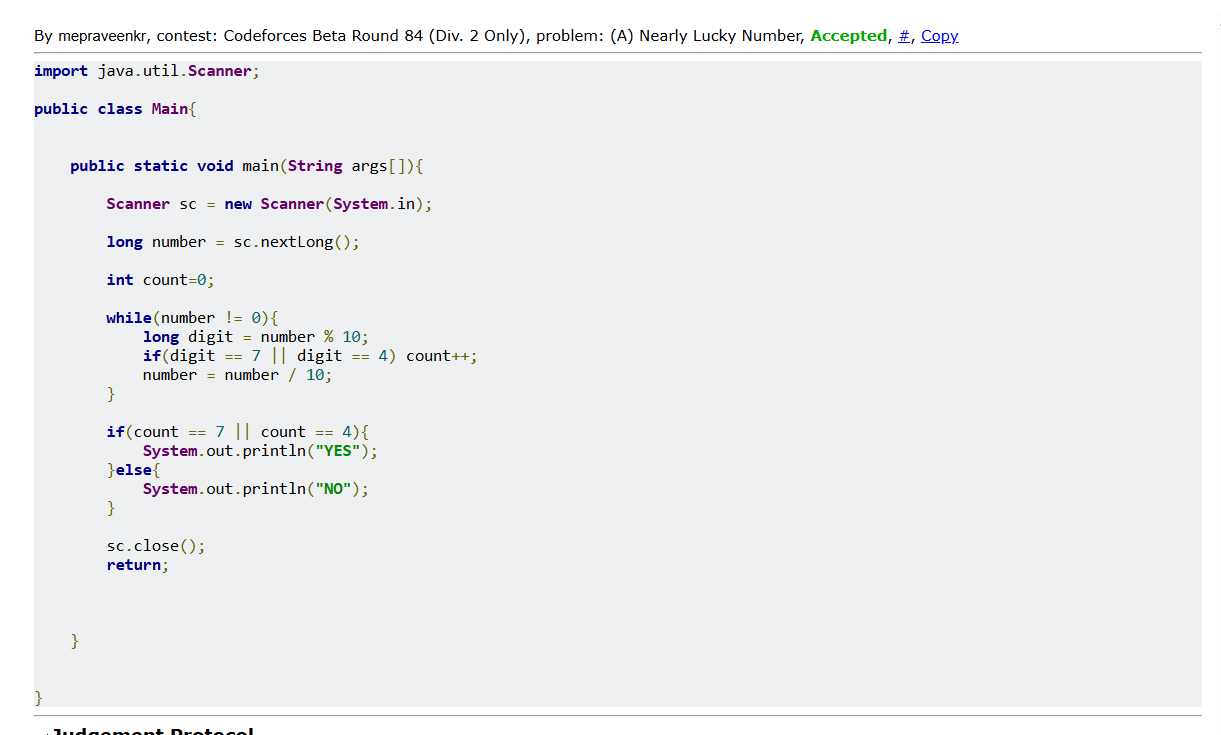 By mepraveenkr, contest: Codeforces Beta Round 84 (Div. 2 Only), problem: (A) Nearly Lucky Number, Accepted, #, Copy
import java.util.Scanner;
public class Main{
public static void main(String args[]){
Scanner sc = new Scanner(System.in);
long number = sc.nextLong();
int count=0;
while(number != 0){
long digit = number % 10;
if(digit == 7 || digit == 4) count++;
number = number / 10;
}
if(count == 7 || count == 4){
System.out.println("YES");
}else{
System.out.println("NO");
}
sc.close();
return;
}
}
Judgement Protocol